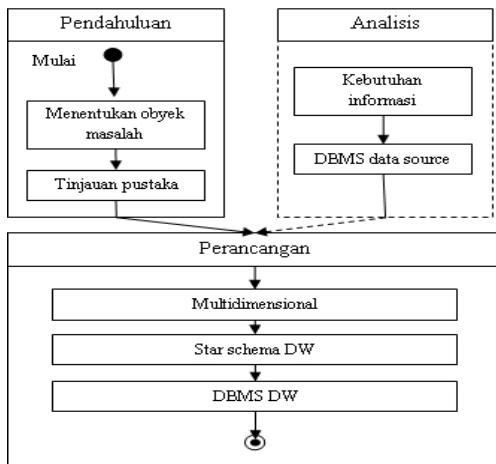 Pendahuluan
Mulai
Menentukan obyek
masalah
Tinjauan pustaka
Analisis
Kebutuhan
informasi
DBMS data source
Perancangan
Multidimensional
Star schema DW
DBMS DW